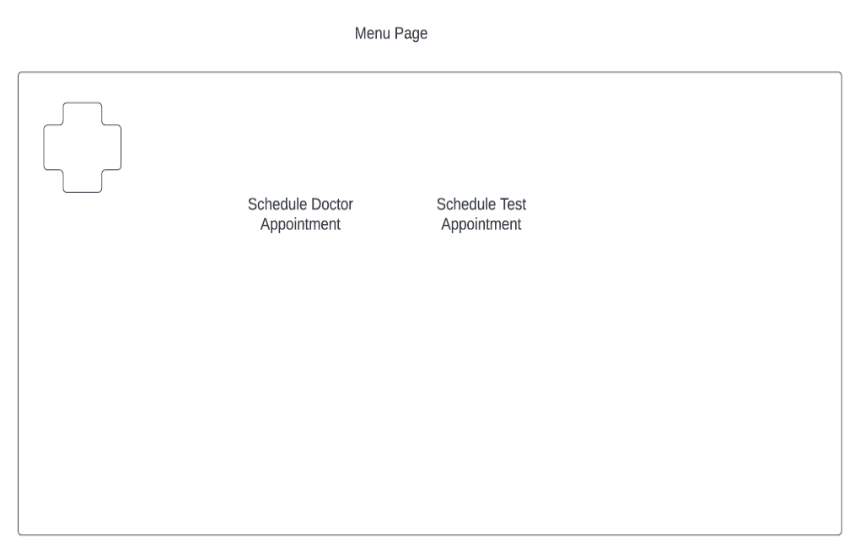 Menu Page
Schedule Doctor
Appointment
Schedule Test
Appointment